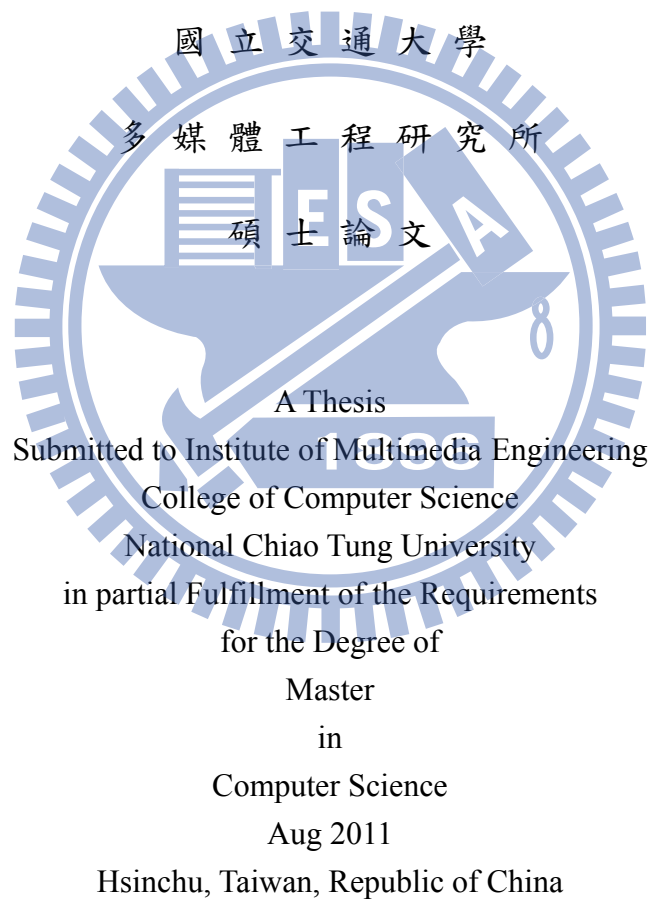 國立交通大學
多媒體工程研究所
碩士論文
E S A
8
A Thesis
1896
Submitted to Institute of Multimedia Engineering
College of Computer Science
National Chiao Tung University
in partial Fulfillment of the Requirements
for the Degree of
Master
in
Computer Science
Aug 2011
Hsinchu, Taiwan, Republic of China